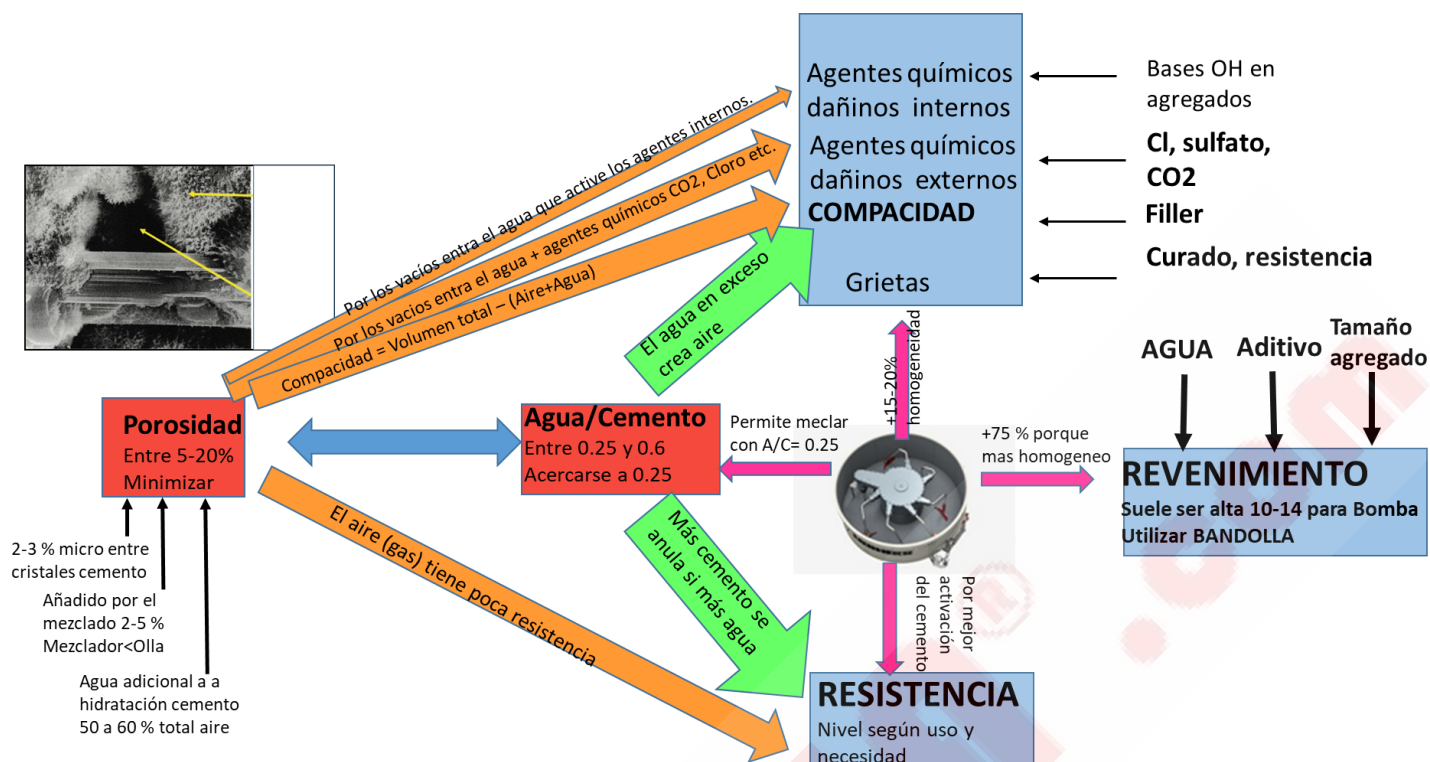 Agentes químicos
dañinos internos
Agentes químicos
dañinos externos
COMPACIDAD
Grietas
Bases OH en
agregados
Cl, sulfato,
CO2
Filler
Curado, resistencia
Por los vacíos entra el agua que active los agentes internos.
Por los vacios entra el agua + agentes químicos CO2, Cloro etc.
Compacidad = Volumen total – (Aire+Agua)
El agua en exceso
crea aire
+15-20%
homogeneidad
AGUA
Aditivo
Tamaño
agregado
Porosidad
Entre 5-20%
Minimizar
Agua/Cemento
Entre 0.25 y 0.6
Acercarse a 0.25
Permite meclar
con A/C= 0.25
+75 % porque
mas homogeneo
REVENIMIENTO
Suele ser alta 10-14 para Bomba
Utilizar BANDOLLA
2-3 % micro entre
cristales cemento
Añadido por el
mezclado 2-5 %
Mezclador<Olla
Agua adicional a a
hidratación cemento
50 a 60 % total aire
El aire (gas) tiene poca resistencia
Más cemento se
anula si más agua
Por mejor
activación
del cemento
RESISTENCIA
Nivel según uso y
necesidad
.com